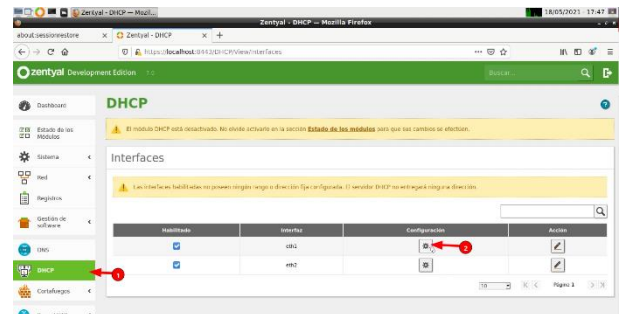 Zentyal - DHCP — Mozil...
18/05/2021 - 17:47
Zentyal - DHCP — Mozilla Firefox
about:sessionrestore
Zentyal - DHCP
https://localhost:8443/DHCP/View/Interfaces
zentyal Development Edition 7.0
Buscar...
Dashboard
Estado de los Módulos
Sistema
Red
Registros
Gestión de software
DNS
DHCP
Cortafuegos
DHCP
El módulo DHCP está desactivado. No olvide activarlo en la sección Estado de los módulos para que sus cambios se efectúen.
Interfaces
Las interfaces habilitadas no poseen ningún rango o dirección fija configurada. El servidor DHCP no entregará ninguna dirección.
Habilitado Interfaz Configuración Acción
eth1
eth2
10 Página 1
1
2